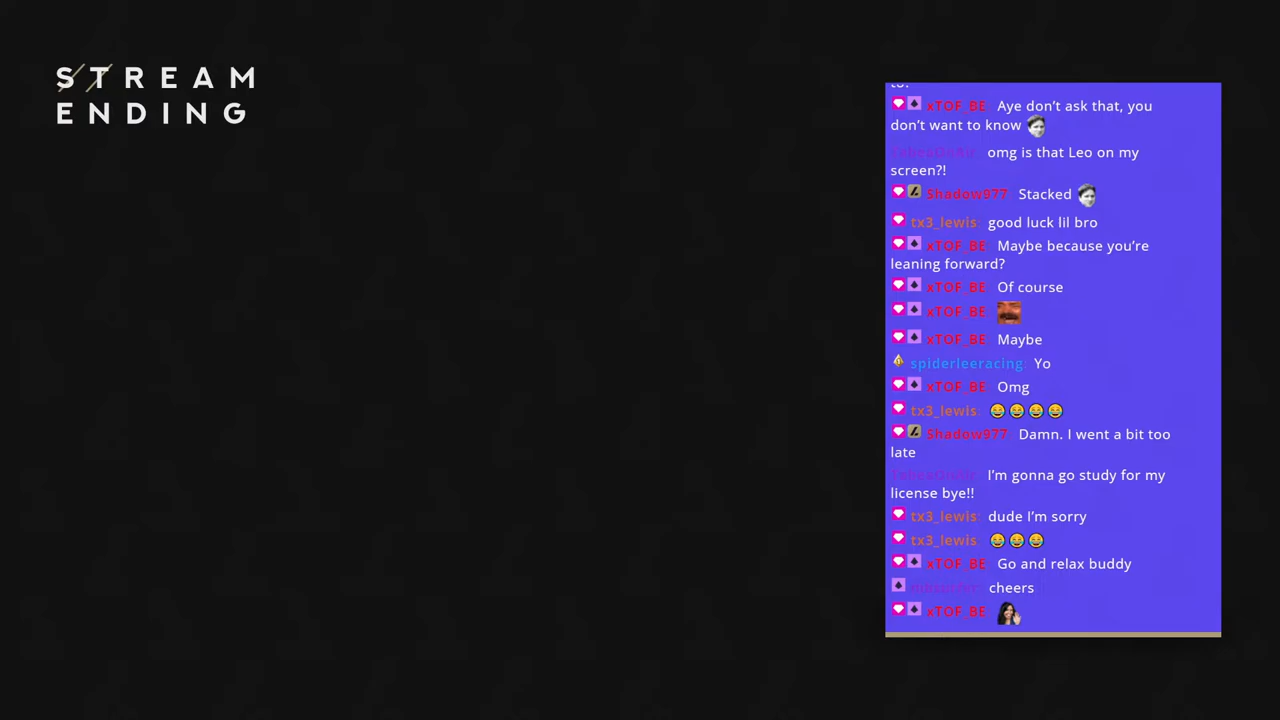 STREAM
ENDING
xTOF_BE Aye don't ask that, you
don't want to know
omg is that Leo on my
screen?!
Shadow977 Stacked
tx3_lewis: good luck lil bro
xTOF_BE Maybe because you're
leaning forward?
xTOF_BE Of course
xTOF_BE
xTOF_BE Maybe
spiderleeracing: Yo
xTOF_BE Omg
tx3_lewis: 😂 😂 😂 😂
Shadow977 Damn. I went a bit too
late
I'm gonna go study for my
license bye!!
tx3_lewis: dude I'm sorry
tx3_lewis: 😂 😂 😂
xTOF_BE Go and relax buddy
cheers
xTOF_BE